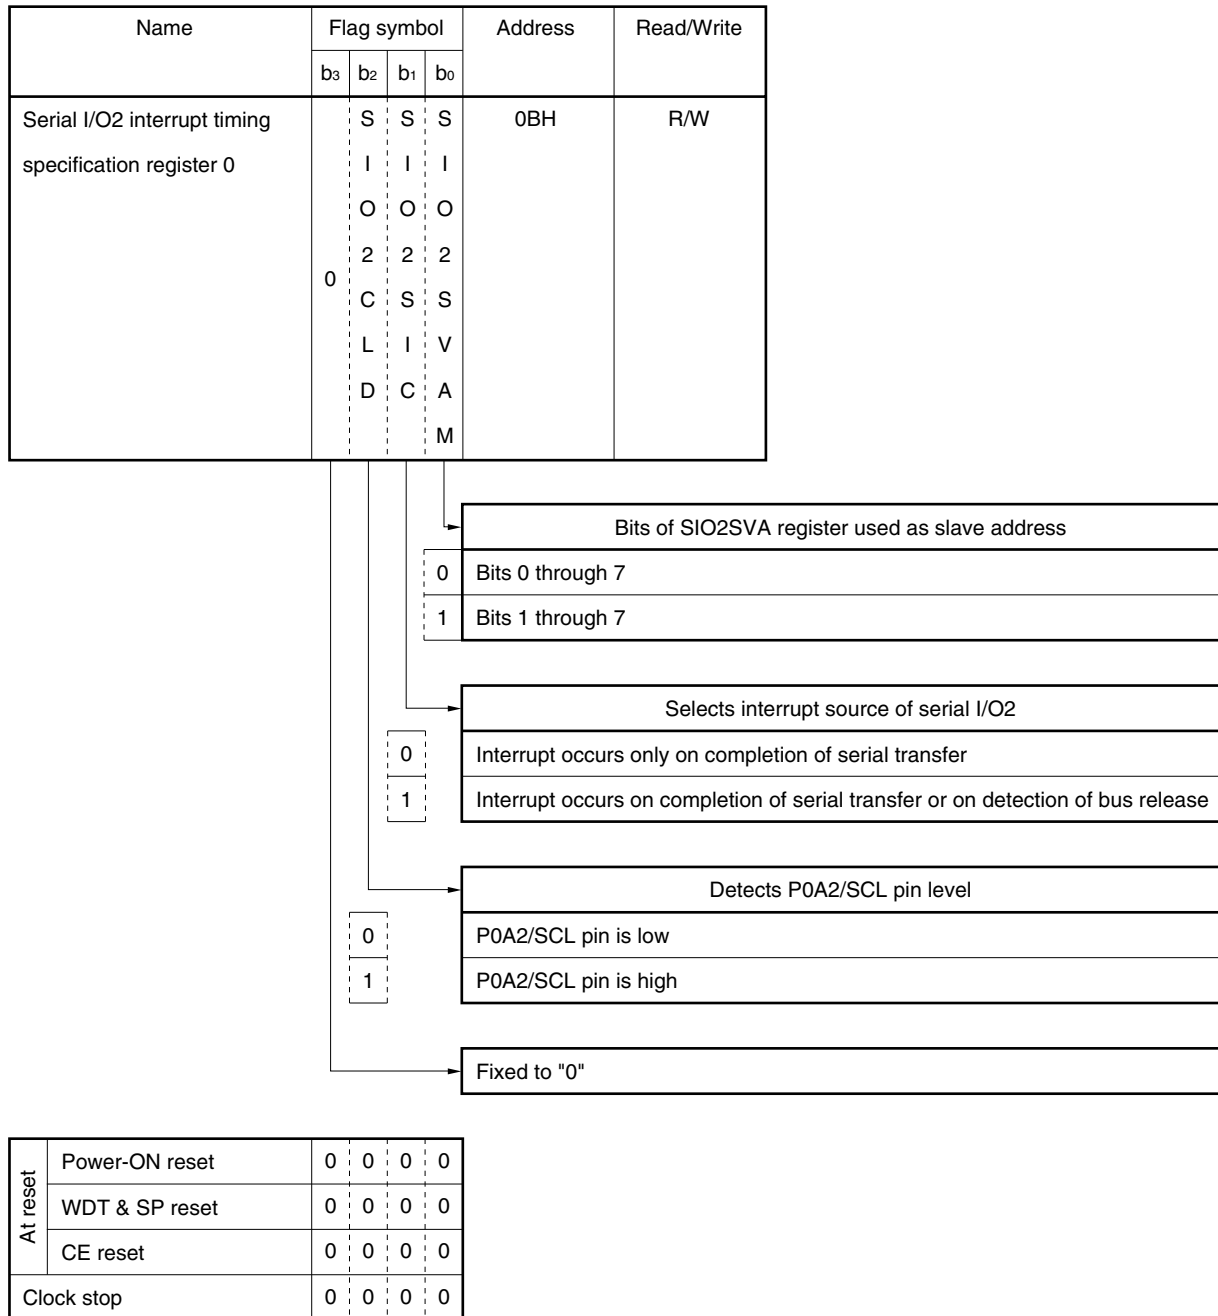 Name Flag symbol Address Read/Write
b3 b2 b1 b0
Serial I/O2 interrupt timing S S S 0BH R/W
specification register 0 I I I
O O O
2 2 2
0
C S S
L I V
D C A
M
Bits of SIO2SVA register used as slave address
0 Bits 0 through 7
1 Bits 1 through 7
Selects interrupt source of serial I/O2
0 Interrupt occurs only on completion of serial transfer
1 Interrupt occurs on completion of serial transfer or on detection of bus release
Detects P0A2/SCL pin level
0 P0A2/SCL pin is low
1 P0A2/SCL pin is high
Fixed to "0"
At reset
Power-ON reset 0 0 0 0
WDT & SP reset 0 0 0 0
CE reset 0 0 0 0
Clock stop 0 0 0 0